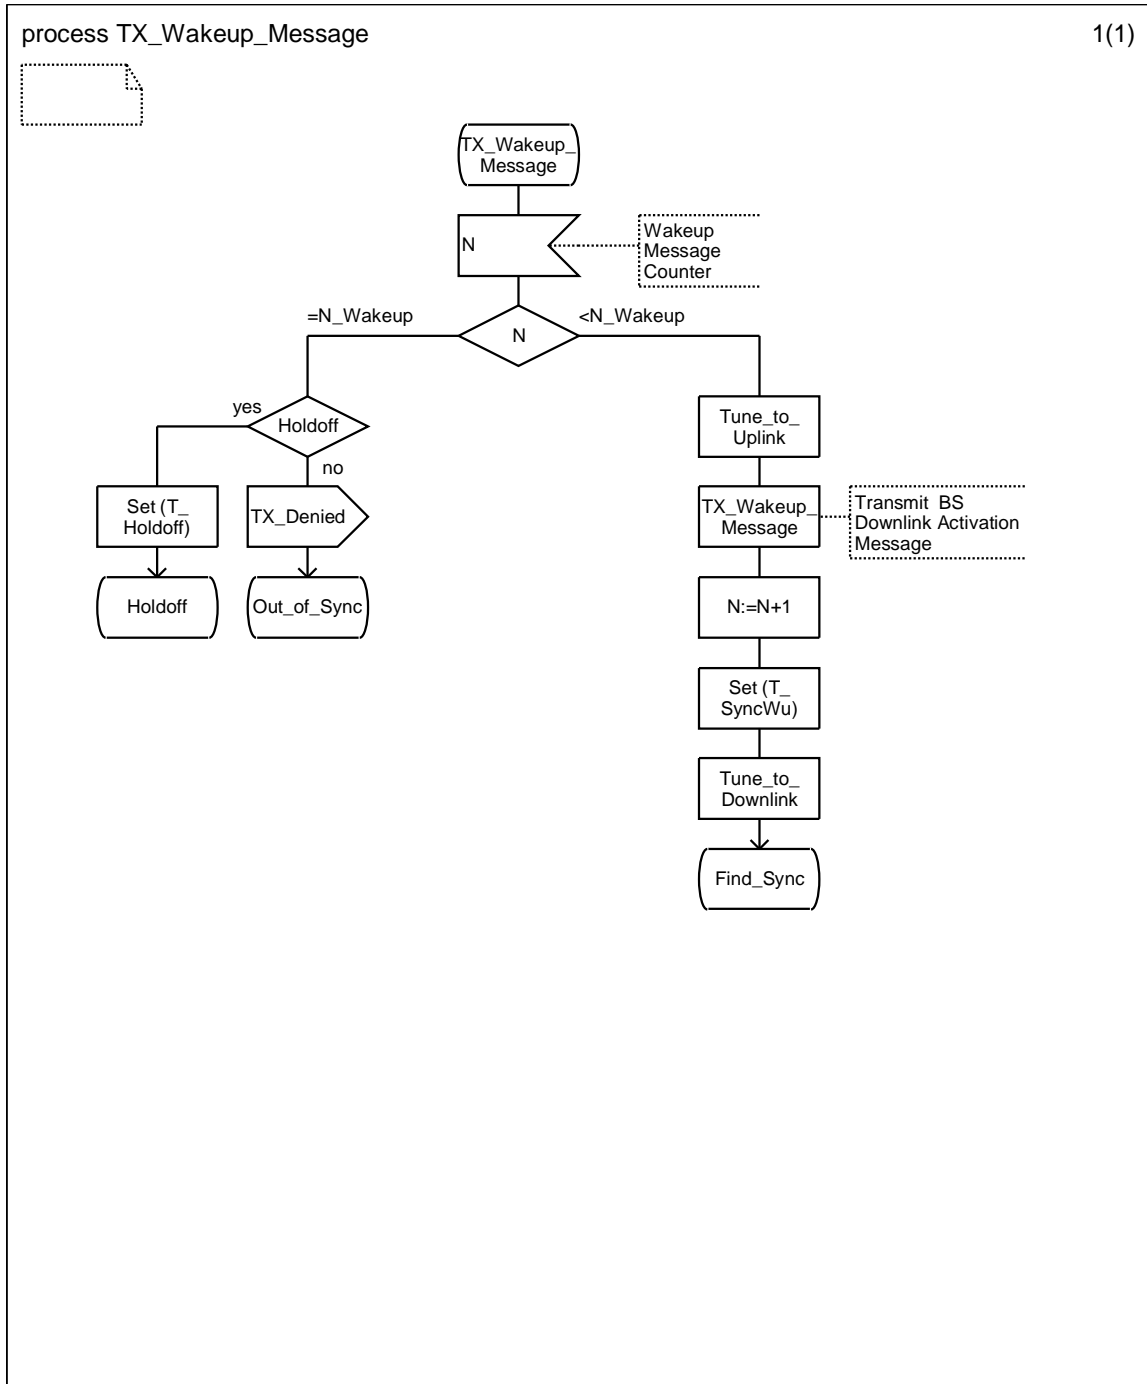 process TX_Wakeup_Message
1(1)
TX_Wakeup_
Message
N
Wakeup
Message
Counter
=N_Wakeup
N
<N_Wakeup
yes
Holdoff
no
Tune_to_
Uplink
Set (T_
Holdoff)
TX_Denied
TX_Wakeup_
Message
Transmit BS
Downlink Activation
Message
Holdoff
Out_of_Sync
N:=N+1
Set (T_
SyncWu)
Tune_to_
Downlink
Find_Sync